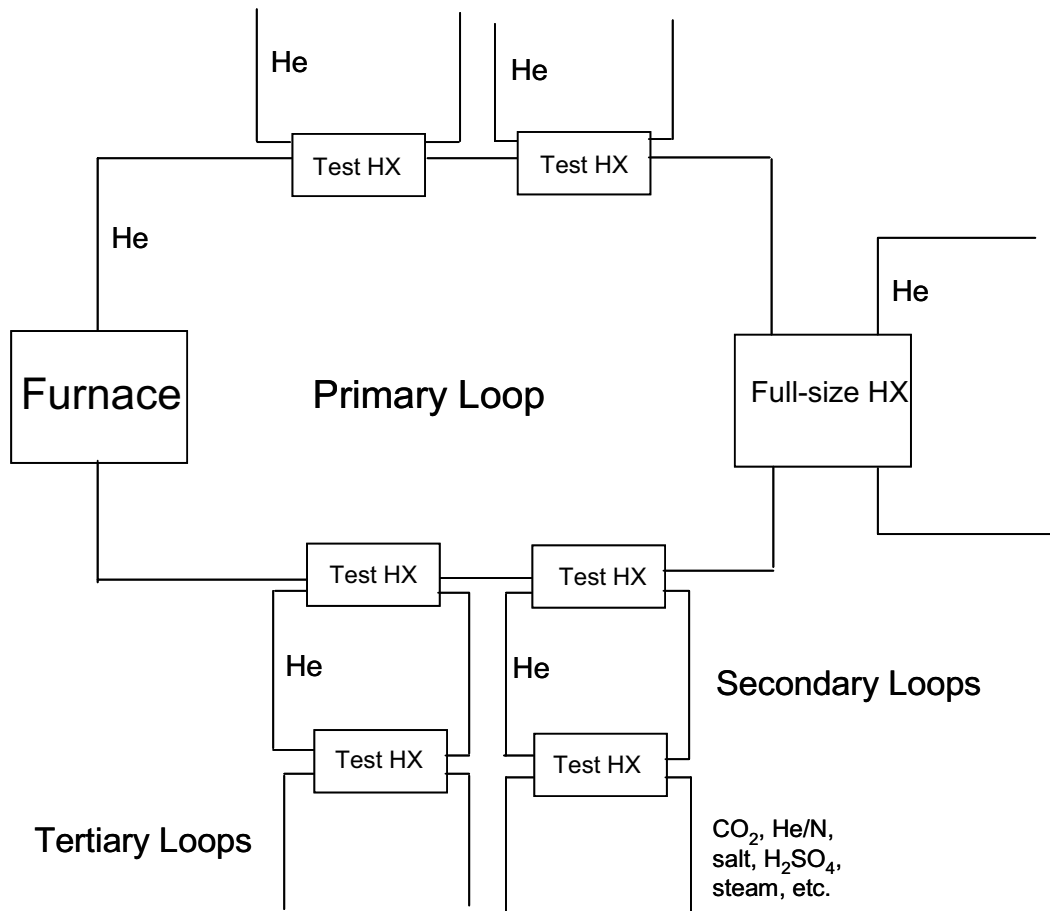 He
He
Test HX
Test HX
He
He
Furnace
Primary Loop
Full-size HX
Test HX
Test HX
He
He
Secondary Loops
Test HX
Test HX
Tertiary Loops
CO₂, He/N,
salt, H₂SO₄,
steam, etc.